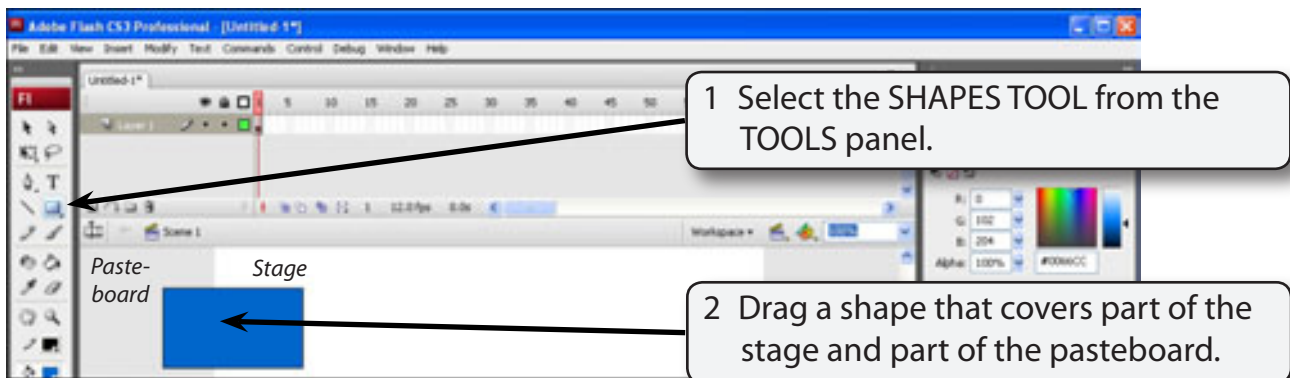 Adobe Flash CS3 Professional - [Untitled-1*]
File Edit View Insert Modify Text Commands Control Debug Window Help
Untitled-1*
Fl
5 10 15 20 25 30 35 40 45 50
Layer 1
1 Select the SHAPES TOOL from the
TOOLS panel.
T
1 12.0 fps 0.0s
R: 0
G: 102
B: 204
Alpha: 100% #0066CC
Scene 1
Workspace 100%
Paste-
board
Stage
2 Drag a shape that covers part of the
stage and part of the pasteboard.